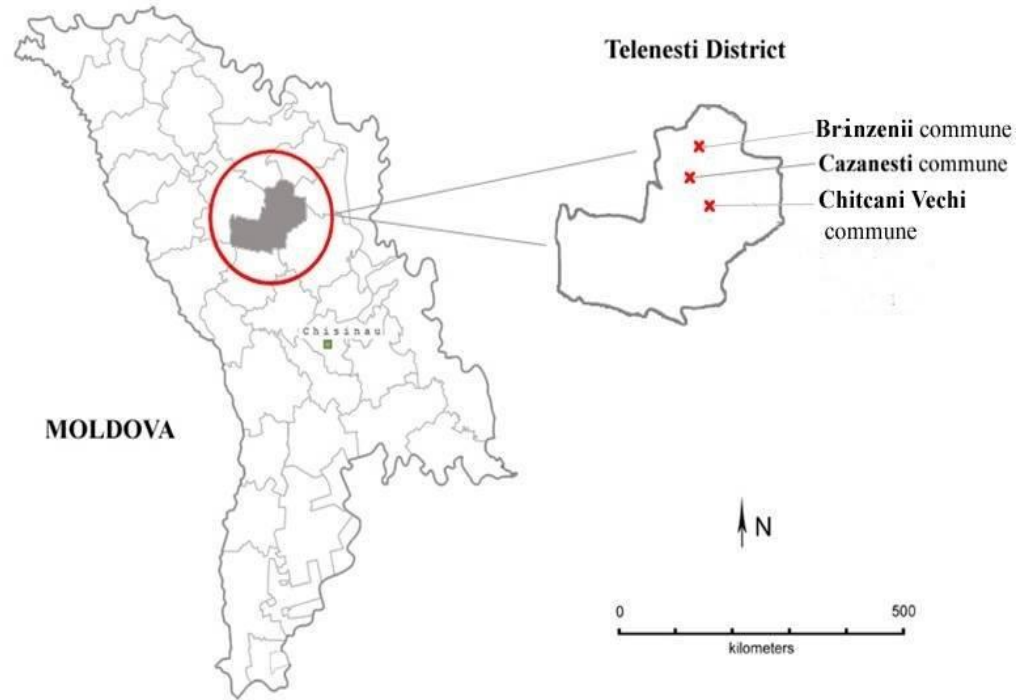 Telenesti District
Brinzenii commune
Cazanesti commune
Chitcani Vechi
commune
Chisinau
MOLDOVA
N
0 500
kilometers